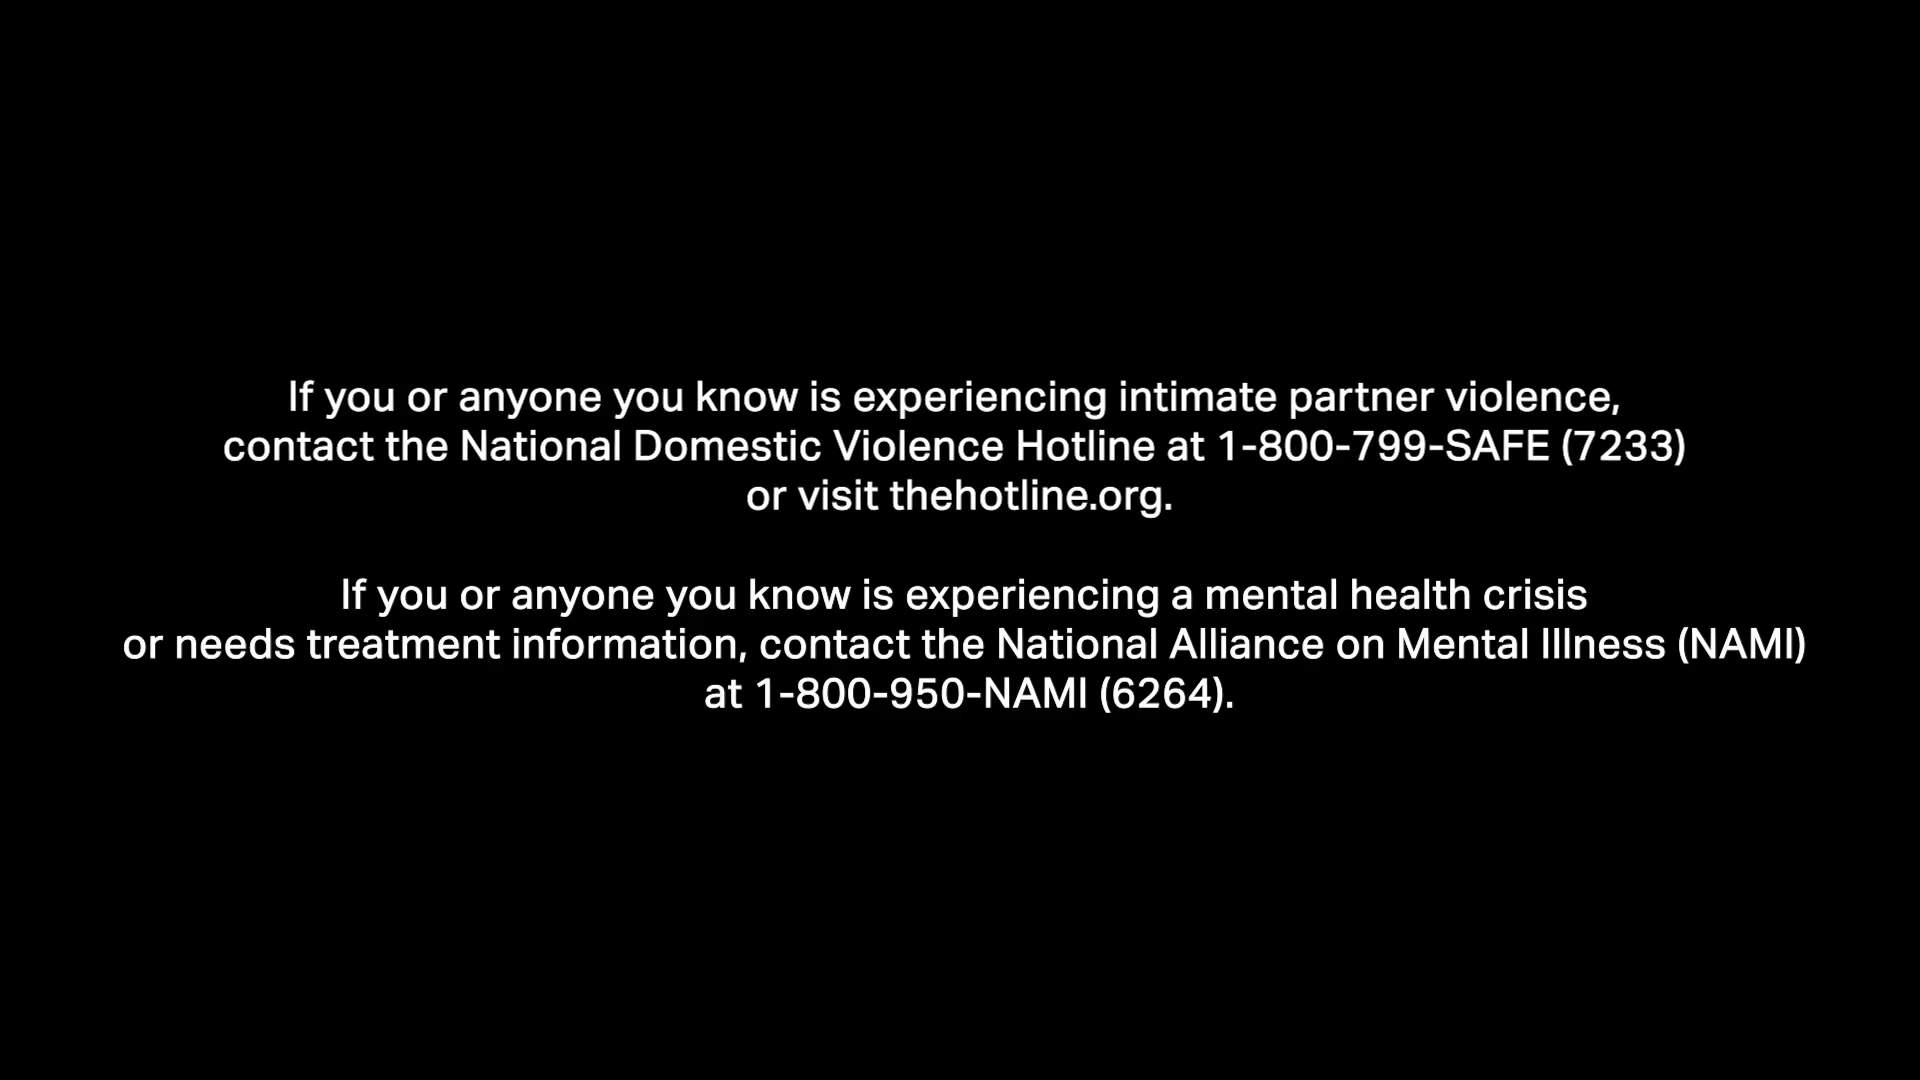 If you or anyone you know is experiencing intimate partner violence,
contact the National Domestic Violence Hotline at 1-800-799-SAFE (7233)
or visit thehotline.org.
If you or anyone you know is experiencing a mental health crisis
or needs treatment information, contact the National Alliance on Mental Illness (NAMI)
at 1-800-950-NAMI (6264).